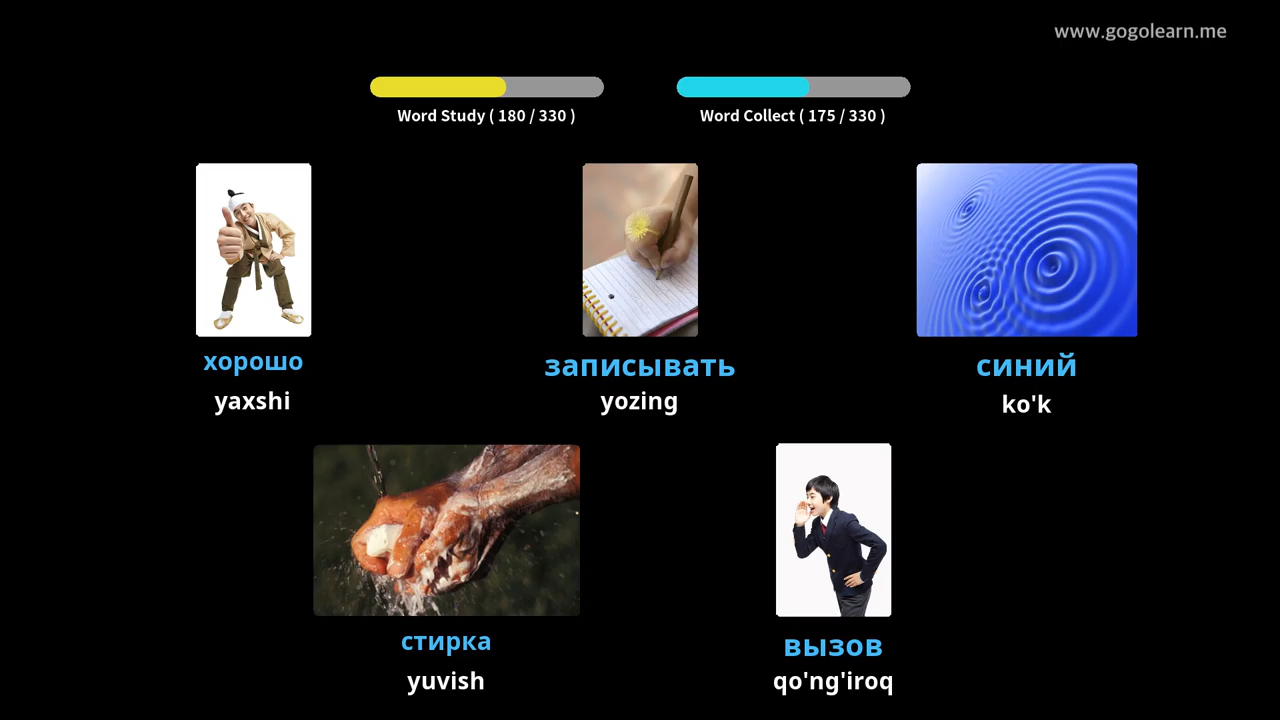 www.gogolearn.me
Word Study ( 180 / 330 )
Word Collect ( 175 / 330 )
хорошо
yaxshi
записывать
yozing
синий
ko'k
стирка
yuvish
вызов
qo'ng'iroq